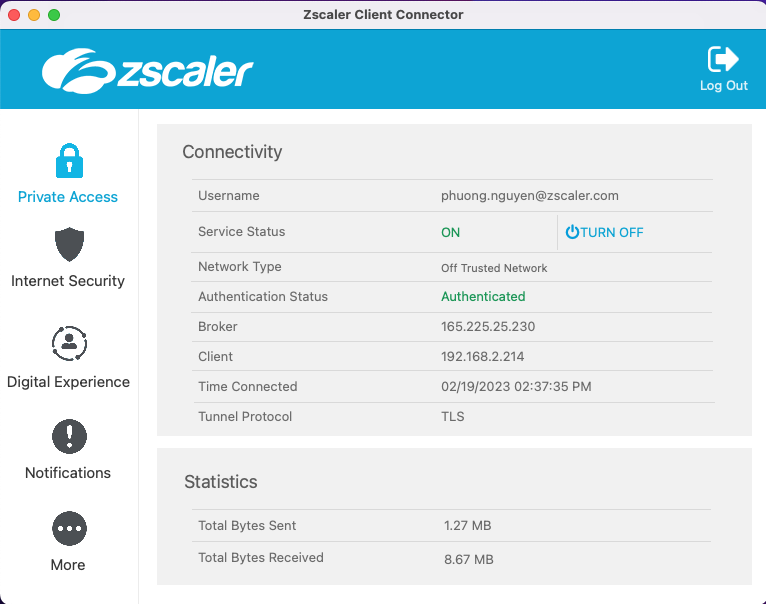 Zscaler Client Connector
zscaler
Log Out
Private Access
Internet Security
Digital Experience
Notifications
More
Connectivity
Username phuong.nguyen@zscaler.com
Service Status ON TURN OFF
Network Type Off Trusted Network
Authentication Status Authenticated
Broker 165.225.25.230
Client 192.168.2.214
Time Connected 02/19/2023 02:37:35 PM
Tunnel Protocol TLS
Statistics
Total Bytes Sent 1.27 MB
Total Bytes Received 8.67 MB